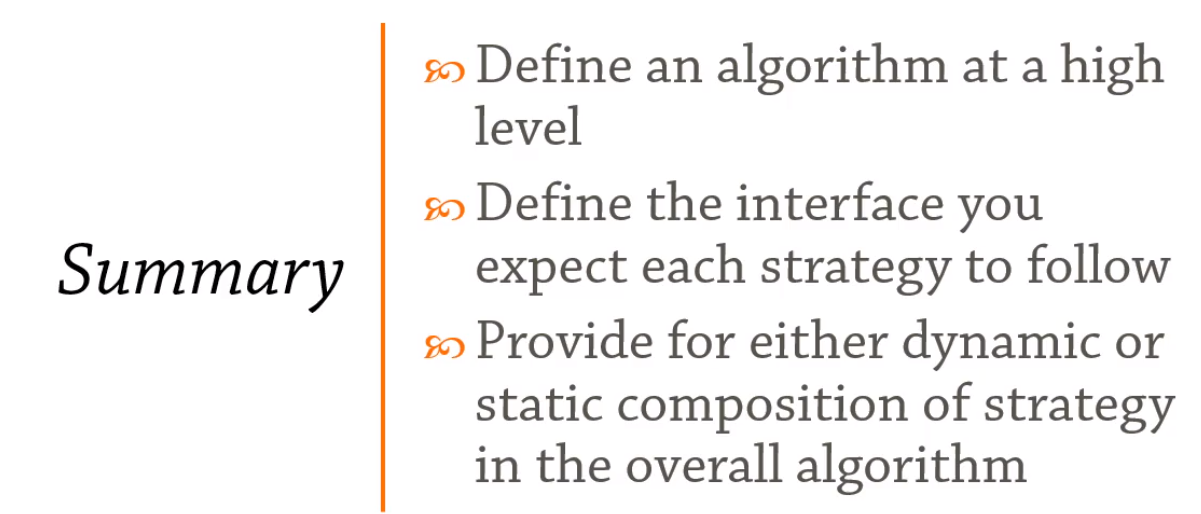 Summary
Define an algorithm at a high
level
Define the interface you
expect each strategy to follow
Provide for either dynamic or
static composition of strategy
in the overall algorithm